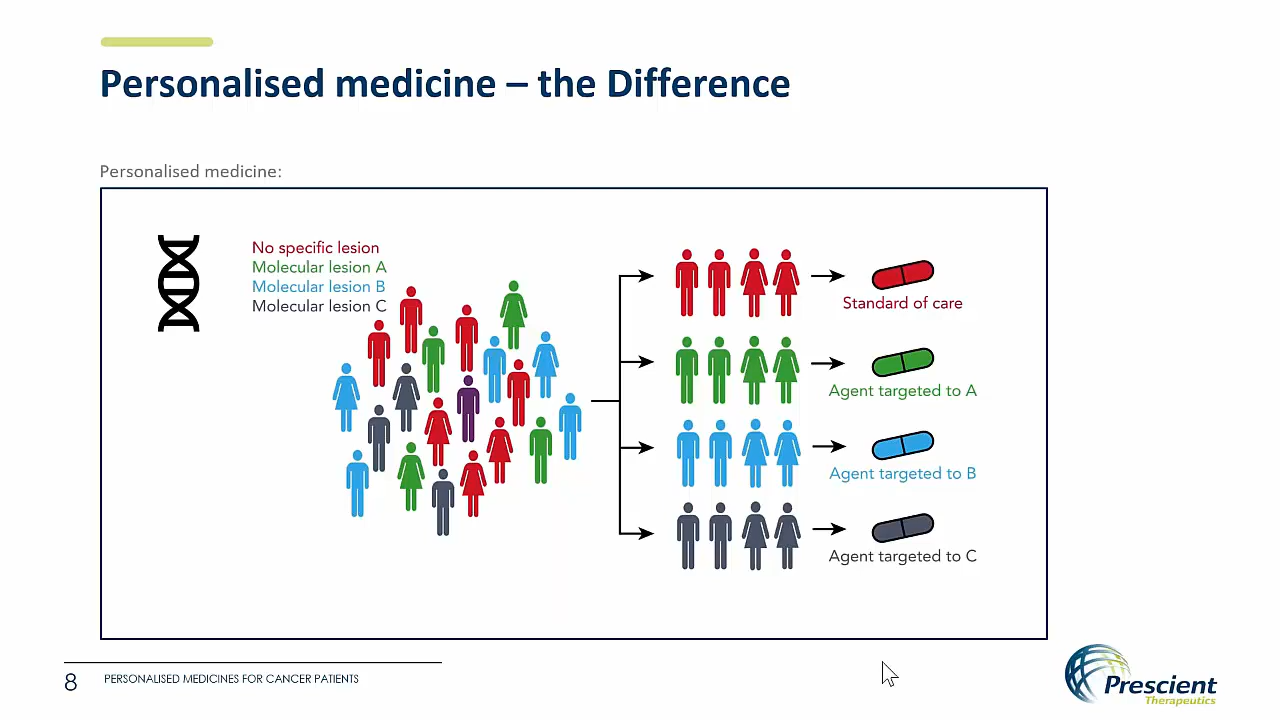 Personalised medicine – the Difference
Personalised medicine:
No specific lesion
Molecular lesion A
Molecular lesion B
Molecular lesion C
Standard of care
Agent targeted to A
Agent targeted to B
Agent targeted to C
8
PERSONALISED MEDICINES FOR CANCER PATIENTS
Prescient
Therapeutics